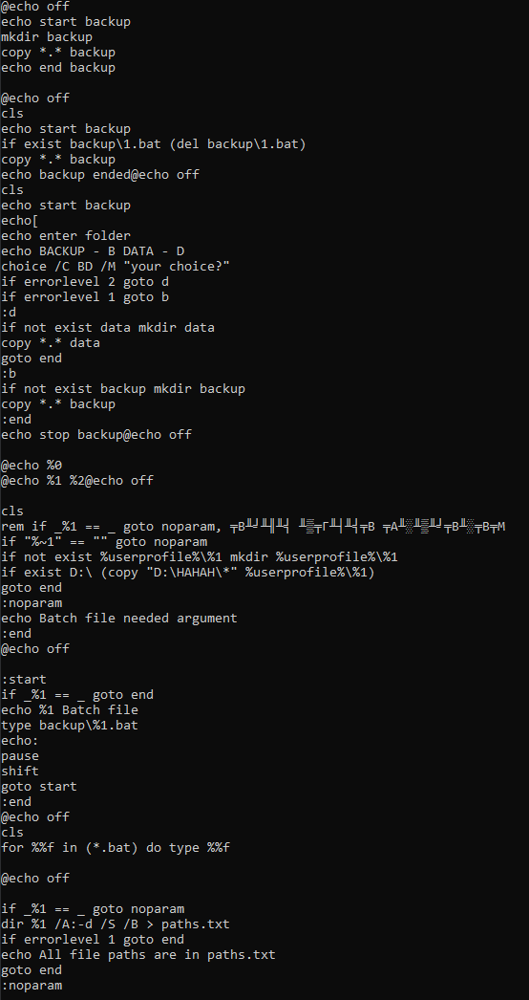 @echo off
echo start backup
mkdir backup
copy *.* backup
echo end backup
@echo off
cls
echo start backup
if exist backup\1.bat (del backup\1.bat)
copy *.* backup
echo backup ended@echo off
cls
echo start backup
echo[
echo enter folder
echo BACKUP - B DATA - D
choice /C BD /M "your choice?"
if errorlevel 2 goto d
if errorlevel 1 goto b
:d
if not exist data mkdir data
copy *.* data
goto end
:b
if not exist backup mkdir backup
copy *.* backup
:end
echo stop backup@echo off
@echo %0
@echo %1 %2@echo off
cls
rem if _%1 == _ goto noparam,
if "%~1" == "" goto noparam
if not exist %userprofile%\%1 mkdir %userprofile%\%1
if exist D:\ (copy "D:\HAHAH\*" %userprofile%\%1)
goto end
:noparam
echo Batch file needed argument
:end
@echo off
:start
if _%1 == _ goto end
echo %1 Batch file
type backup\%1.bat
echo:
pause
shift
goto start
:end
@echo off
cls
for %%f in (*.bat) do type %%f
@echo off
if _%1 == _ goto noparam
dir %1 /A:-d /S /B > paths.txt
if errorlevel 1 goto end
echo All file paths are in paths.txt
goto end
:noparam